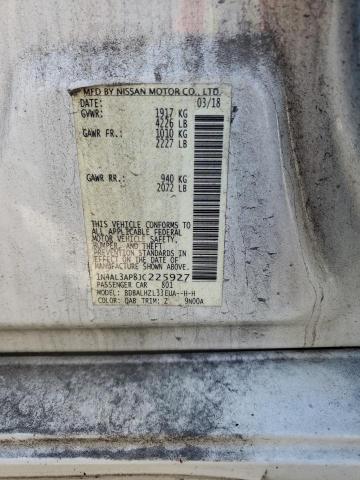 MFD BY NISSAN MOTOR CO., LTD.
DATE: 03/18
GVWR: 1917 KG
4226 LB
GAWR FR.: 1010 KG
2227 LB
GAWR RR.: 940 KG
2072 LB
THIS VEHICLE CONFORMS TO ALL
APPLICABLE FEDERAL MOTOR
VEHICLE SAFETY,
BUMPER, AND THEFT
PREVENTION STANDARDS IN
EFFECT ON THE DATE OF
MANUFACTURE SHOWN ABOVE.
1N4AL3AP8JC225927
PASSENGER CAR 801
MODEL: BDBALHZL33EUA--H-H
COLOR: QAB TRIM: Z 9N00A